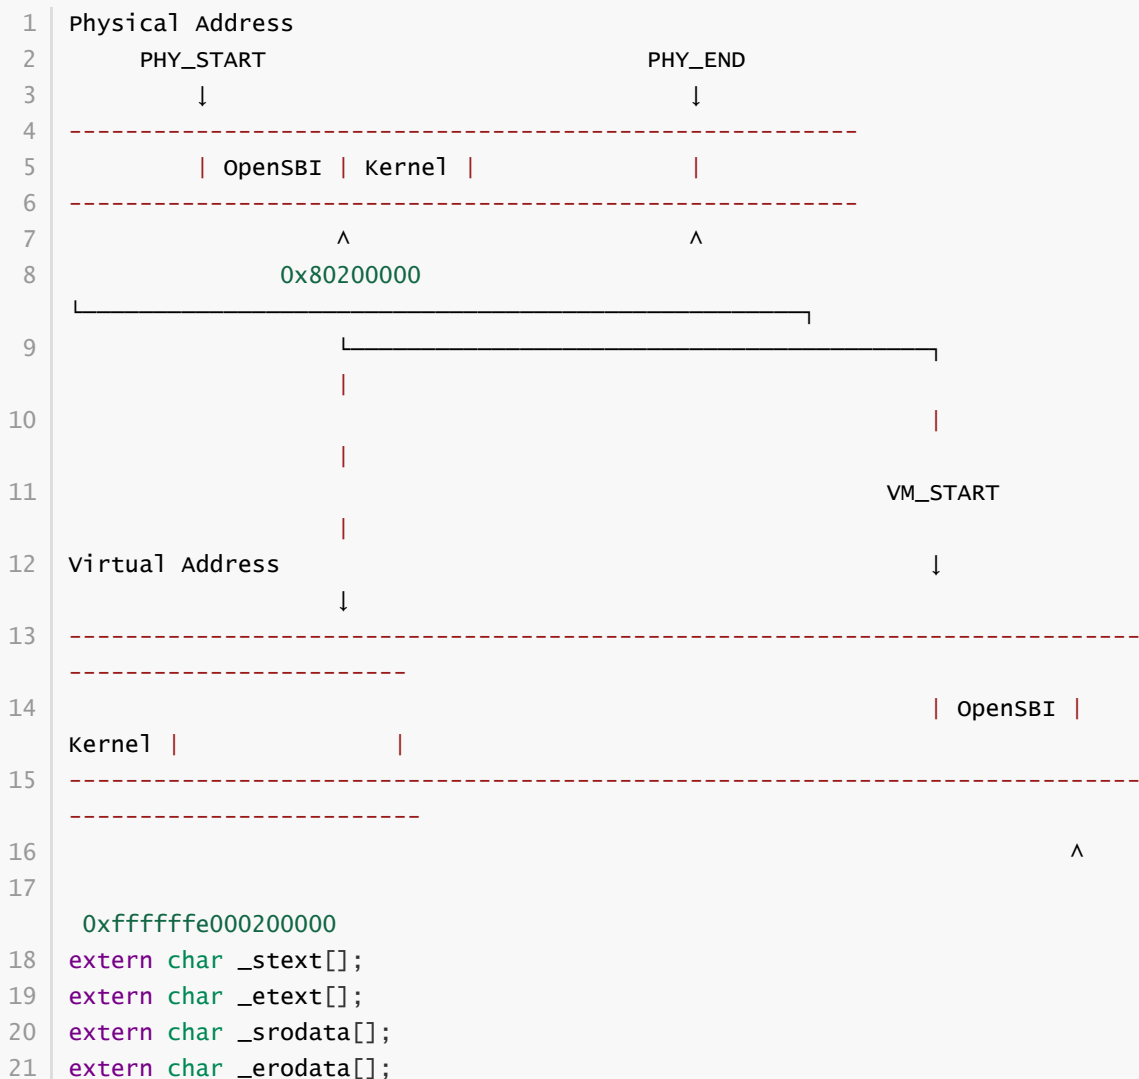 1 Physical Address
2      PHY_START                           PHY_END
3          ↓                                  ↓
4 --------------------------------------------------------
5          | OpenSBI | Kernel |               |
6 --------------------------------------------------------
7                    ^                        ^
8                0x80200000
└───────────────────────────────────────────────────┐
9                    └─────────────────────────────────────────┐
                   |
10                                                             |
                   |
11                                                          VM_START
                   |
12 Virtual Address                                             ↓
                   ↓
13 ----------------------------------------------------------------------------
------------------------
14                                                             | OpenSBI |
Kernel |               |
15 ----------------------------------------------------------------------------
-------------------------
16                                                                       ^
17
 0xffffffe000200000
18 extern char _stext[];
19 extern char _etext[];
20 extern char _srodata[];
21 extern char _erodata[];